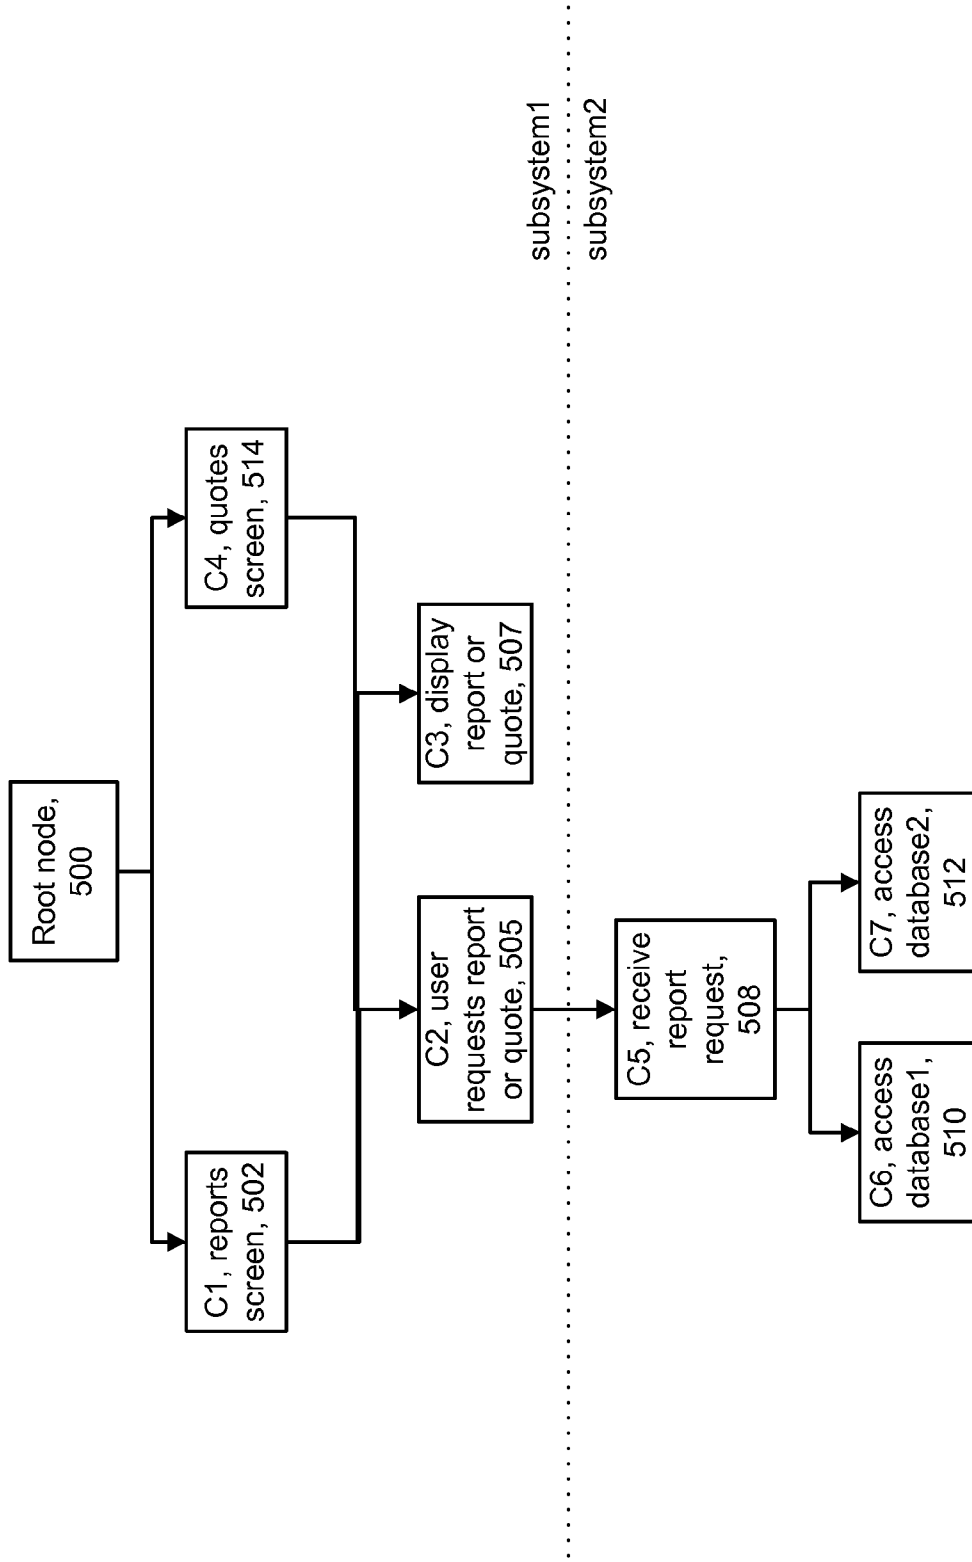 Root node,
500
C1, reports
screen, 502
C4, quotes
screen, 514
C2, user
requests report
or quote, 505
C3, display
report or
quote, 507
subsystem1
subsystem2
C5, receive
report
request,
508
C6, access
database1,
510
C7, access
database2,
512